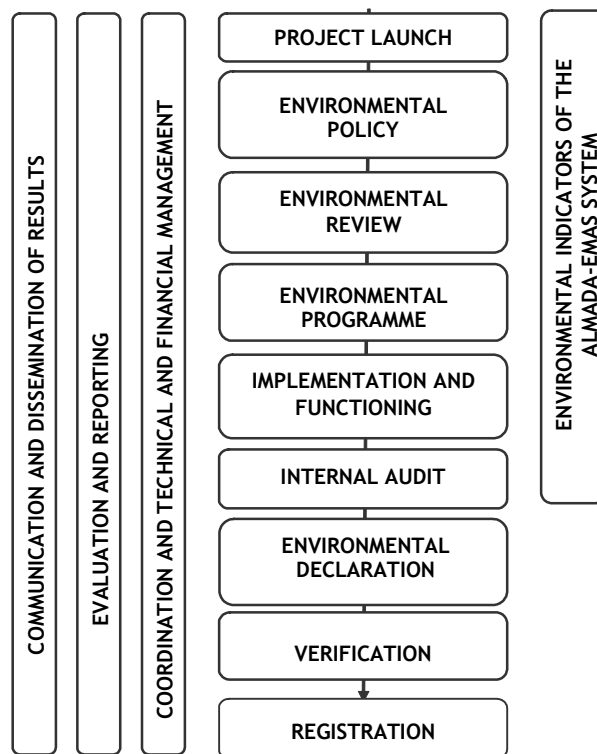 COMMUNICATION AND DISSEMINATION OF RESULTS
EVALUATION AND REPORTING
COORDINATION AND TECHNICAL AND FINANCIAL MANAGEMENT
PROJECT LAUNCH
ENVIRONMENTAL
POLICY
ENVIRONMENTAL
REVIEW
ENVIRONMENTAL
PROGRAMME
IMPLEMENTATION AND
FUNCTIONING
INTERNAL AUDIT
ENVIRONMENTAL
DECLARATION
VERIFICATION
REGISTRATION
ENVIRONMENTAL INDICATORS OF THE
ALMADA-EMAS SYSTEM